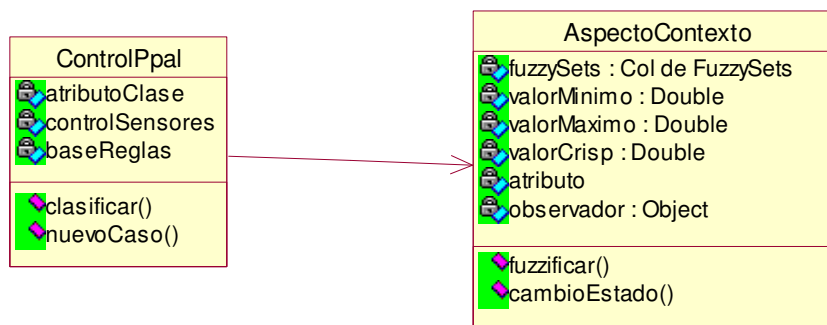 ControlPpal
atributoClase
controlSensores
baseReglas
clasificar()
nuevoCaso()
AspectoContexto
fuzzySets : Col de FuzzySets
valorMinimo : Double
valorMaximo : Double
valorCrisp : Double
atributo
observador : Object
fuzzificar()
cambioEstado()